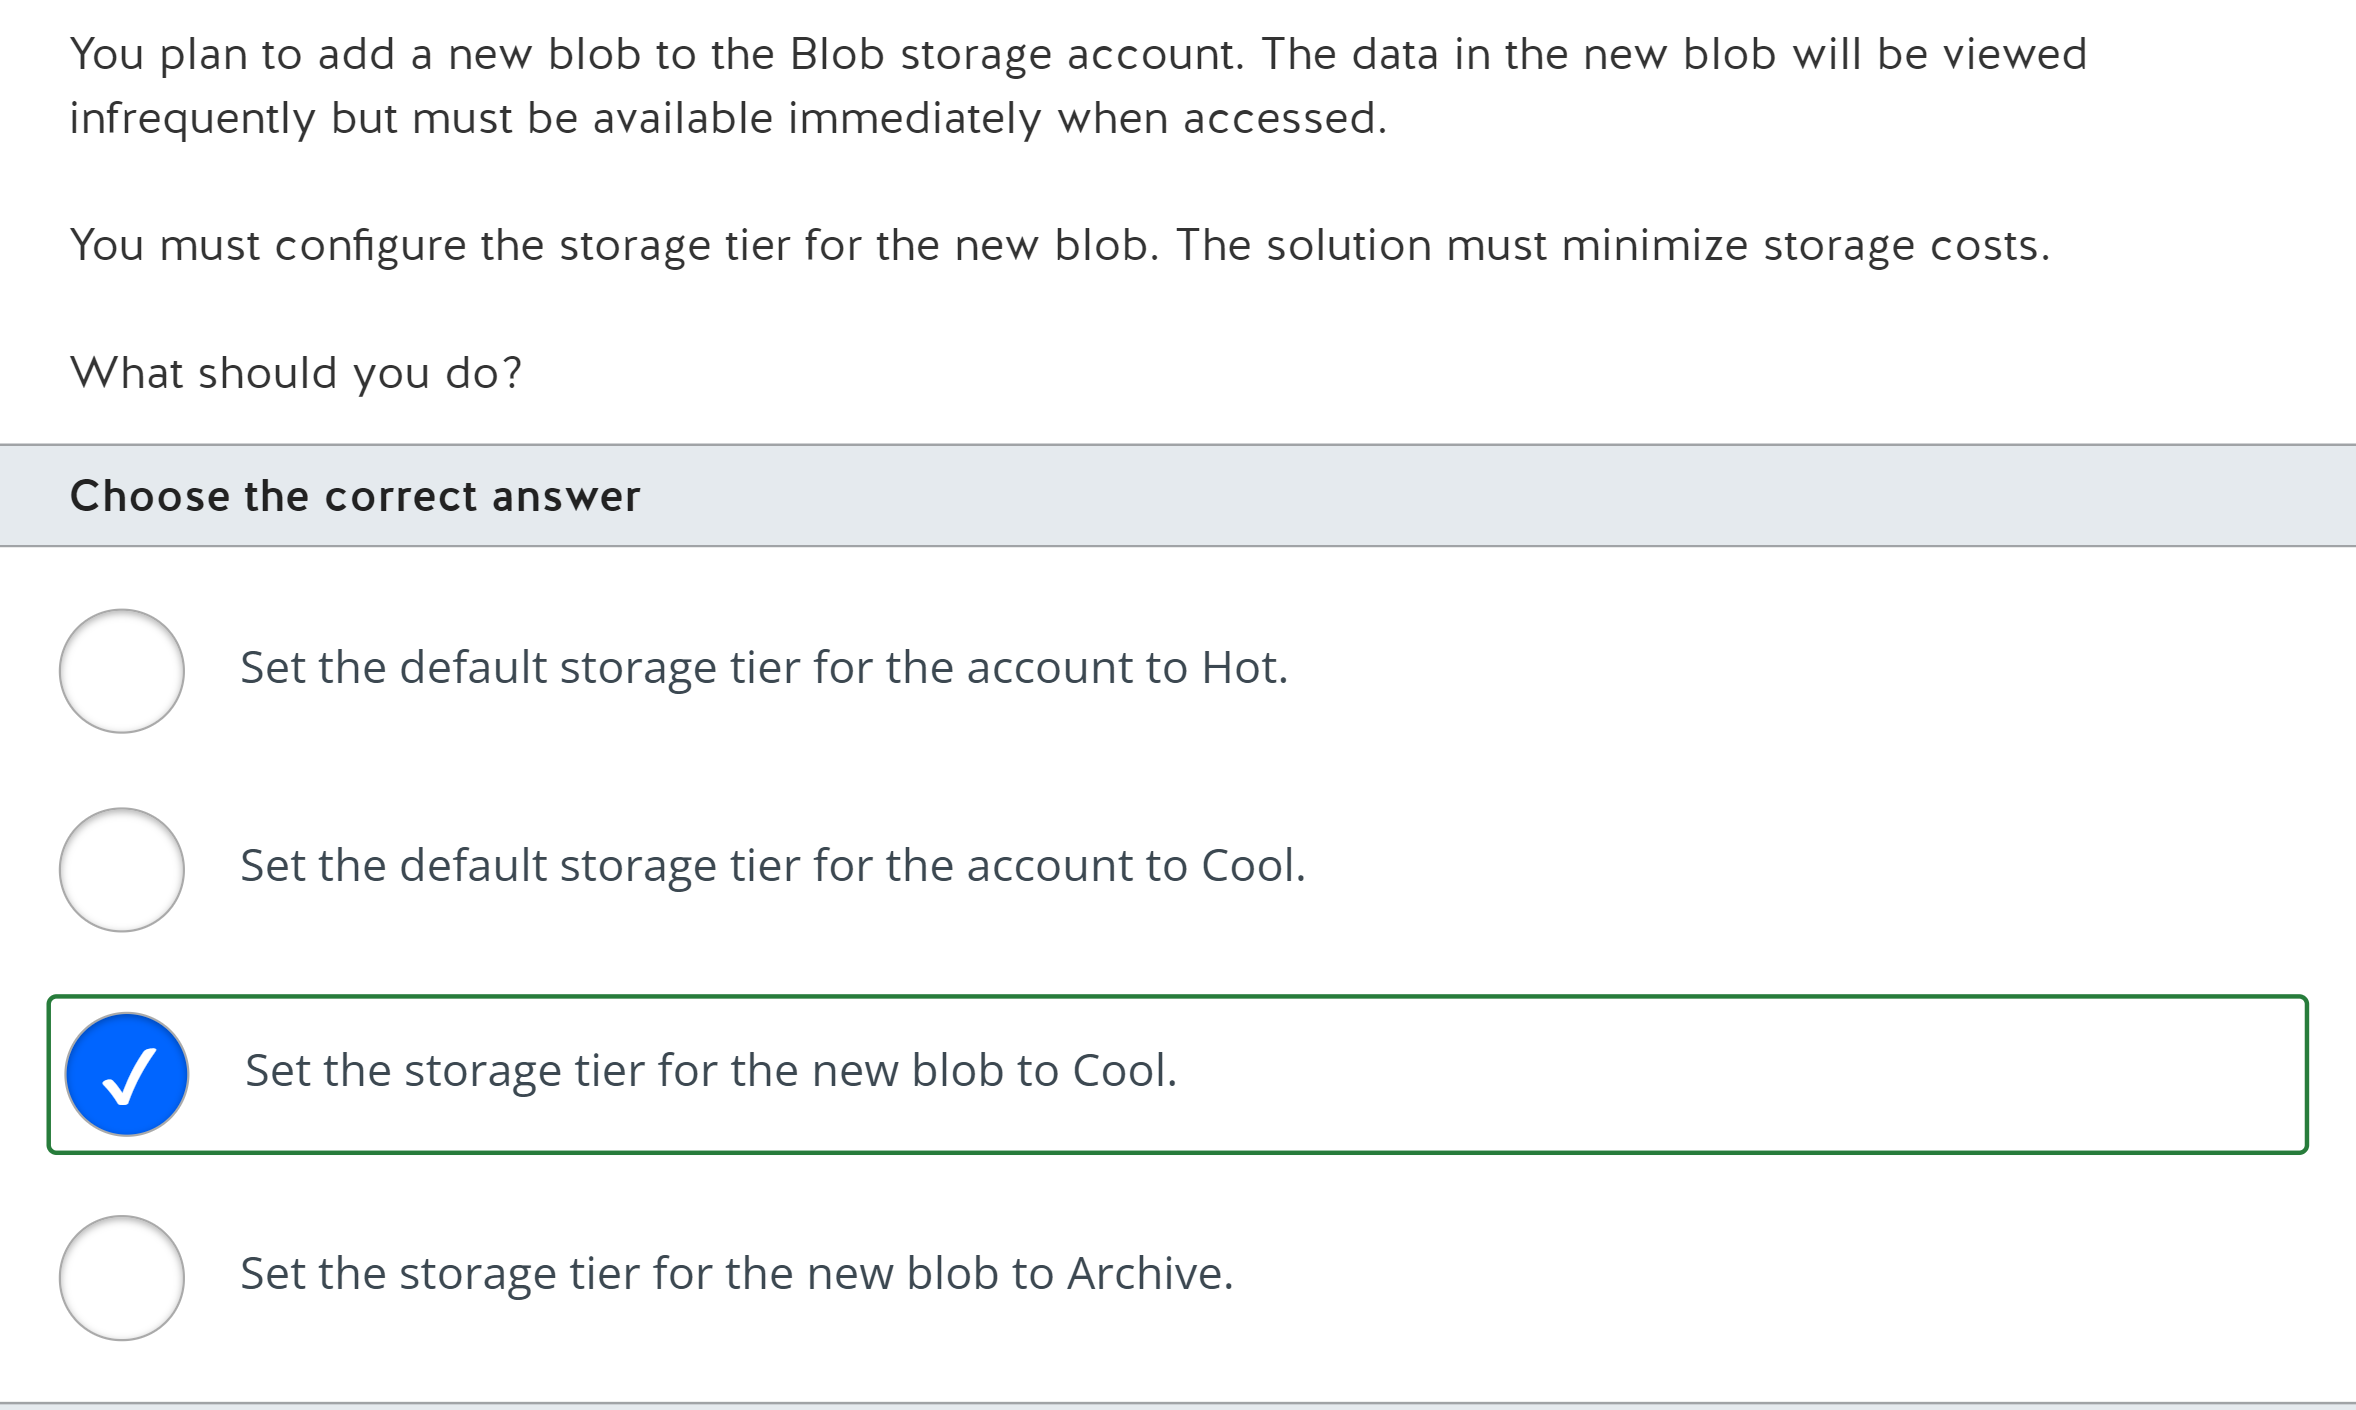 You plan to add a new blob to the Blob storage account. The data in the new blob will be viewed
infrequently but must be available immediately when accessed.
You must configure the storage tier for the new blob. The solution must minimize storage costs.
What should you do?
Choose the correct answer
Set the default storage tier for the account to Hot.
Set the default storage tier for the account to Cool.
Set the storage tier for the new blob to Cool.
Set the storage tier for the new blob to Archive.